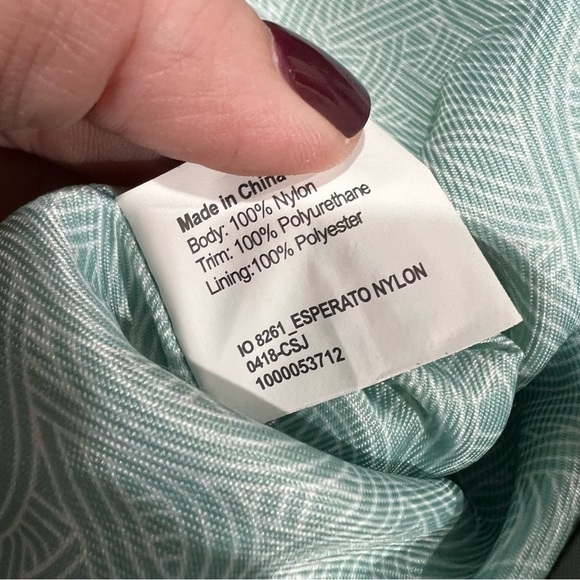 Made in China
Body: 100% Nylon
Trim: 100% Polyurethane
Lining:100% Polyester
IO 8261_ESPERATO NYLON
0418-CSJ
1000053712